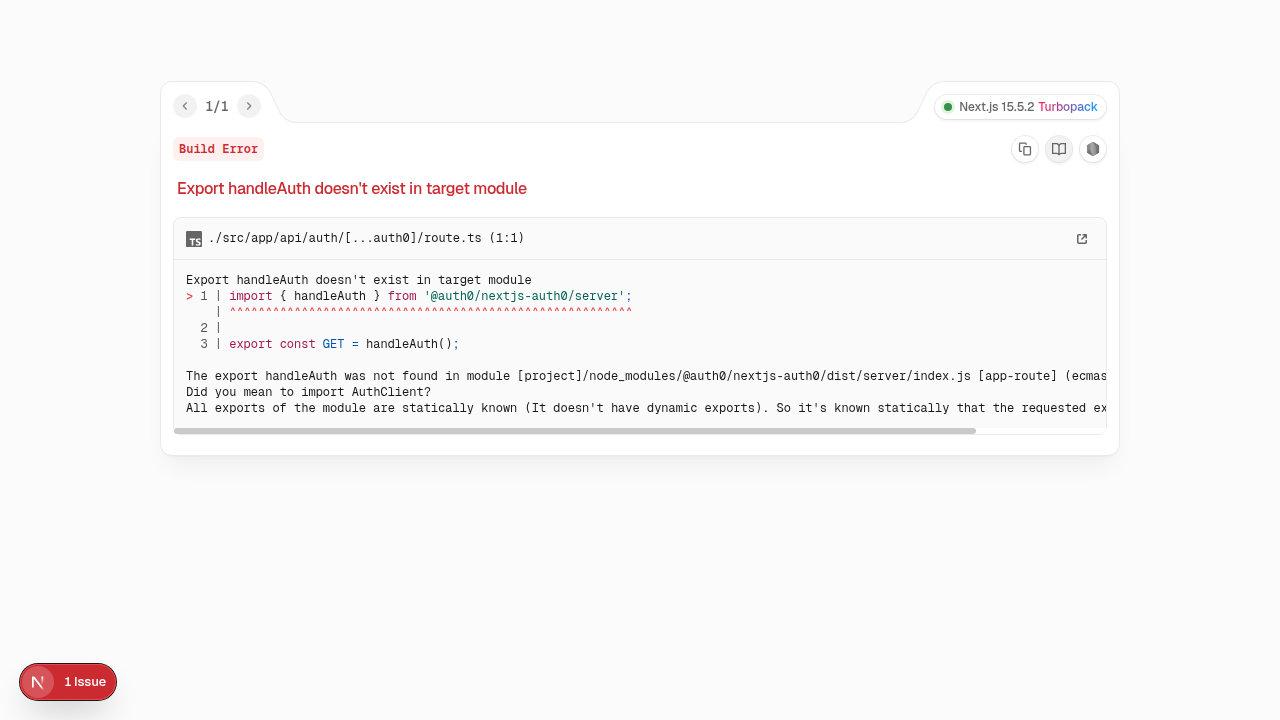 1/1
Next.js 15.5.2 Turbopack
Build Error
Export handleAuth doesn't exist in target module
TS ./src/app/api/auth/[...auth0]/route.ts (1:1)
Export handleAuth doesn't exist in target module
> 1 | import { handleAuth } from '@auth0/nextjs-auth0/server';
    | ^^^^^^^^^^^^^^^^^^^^^^^^^^^^^^^^^^^^^^^^^^^^^^^^^^^^^^^^
  2 |
  3 | export const GET = handleAuth();
The export handleAuth was not found in module [project]/node_modules/@auth0/nextjs-auth0/dist/server/index.js [app-route] (ecmas
Did you mean to import AuthClient?
All exports of the module are statically known (It doesn't have dynamic exports). So it's known statically that the requested ex
N 1 Issue